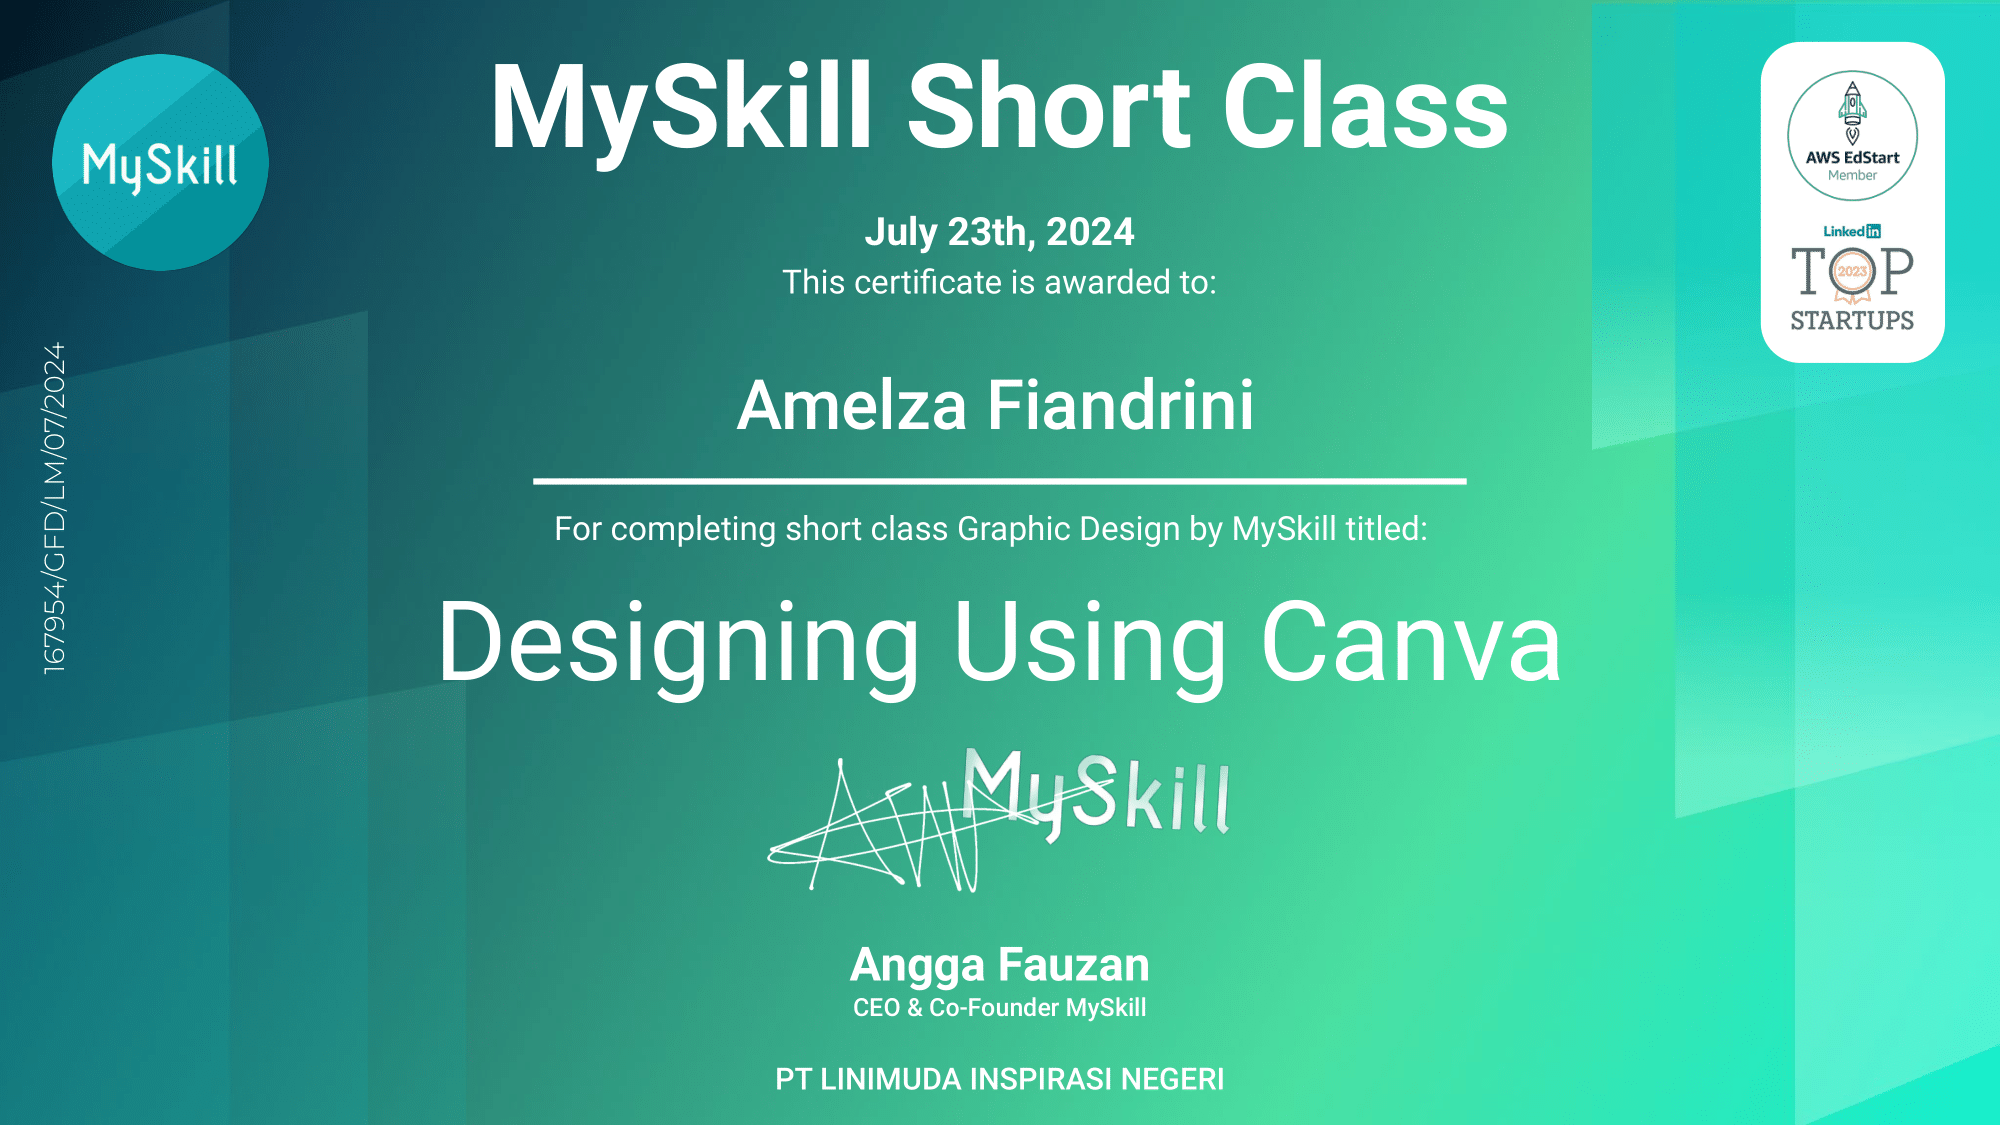 MySkill Short Class
MySkill
AWS EdStart
Member
LinkedIn
TOP
2023
STARTUPS
July 23th, 2024
This certificate is awarded to:
Amelza Fiandrini
167954/GFD/LM/07/2024
For completing short class Graphic Design by MySkill titled:
Designing Using Canva
MySkill
Angga Fauzan
CEO & Co-Founder MySkill
PT LINIMUDA INSPIRASI NEGERI